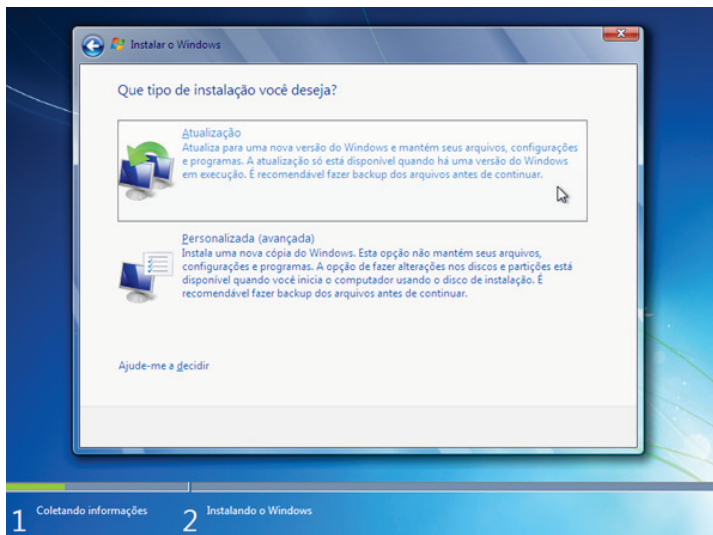 Instalar o Windows
Que tipo de instalação você deseja?
Atualização
Atualiza para uma nova versão do Windows e mantém seus arquivos, configurações
e programas. A atualização só está disponível quando há uma versão do Windows
em execução. É recomendável fazer backup dos arquivos antes de continuar.
Personalizada (avançada)
Instala uma nova cópia do Windows. Esta opção não mantém seus arquivos,
configurações e programas. A opção de fazer alterações nos discos e partições está
disponível quando você inicia o computador usando o disco de instalação. É
recomendável fazer backup dos arquivos antes de continuar.
Ajude-me a decidir
1 Coletando informações 2 Instalando o Windows